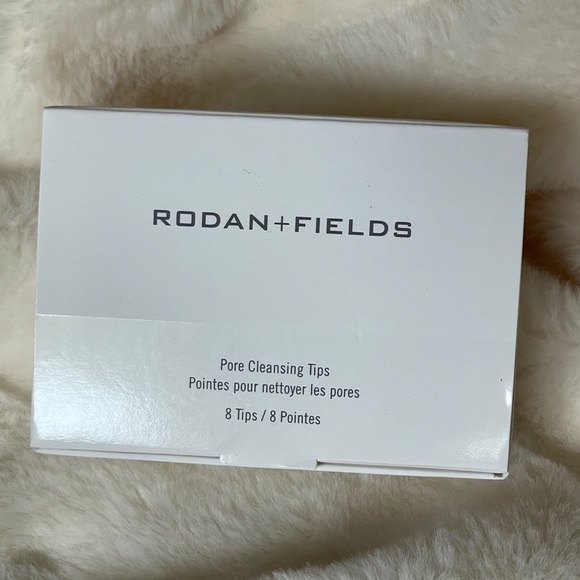 RODAN+FIELDS
Pore Cleansing Tips
Pointes pour nettoyer les pores
8 Tips / 8 Pointes